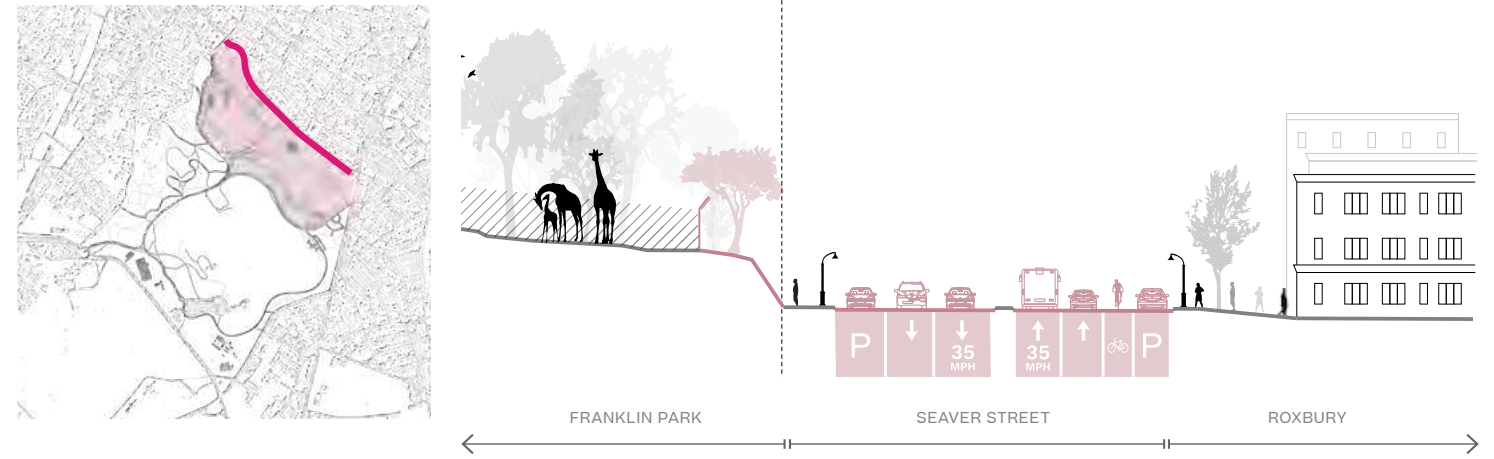 P
35
MPH
35
MPH
P
FRANKLIN PARK
SEAVER STREET
ROXBURY